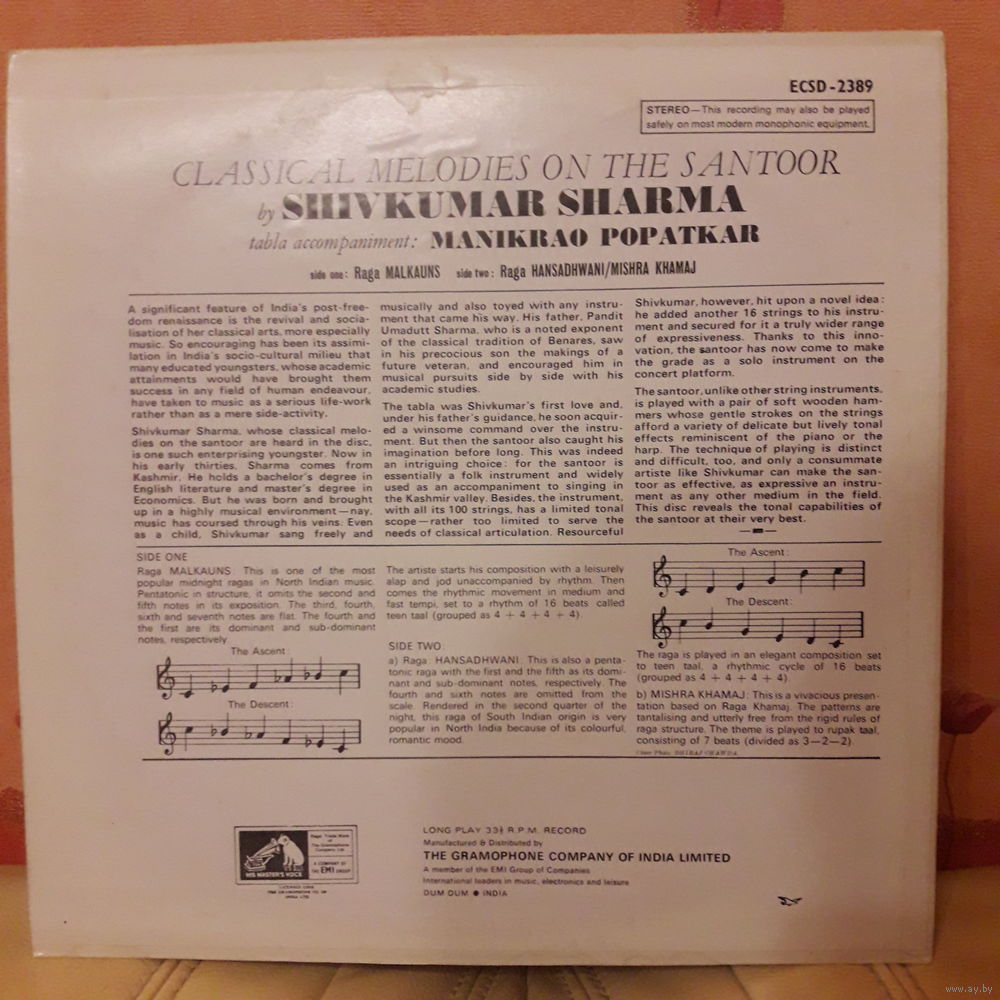 ECSD-2389
STEREO—This recording may also be played
safely on most modern monophonic equipment.
CLASSICAL MELODIES ON THE SANTOOR
by SHIVKUMAR SHARMA
tabla accompaniment: MANIKRAO POPATKAR
side one: Raga MALKAUNS side two: Raga HANSADHWANI/MISHRA KHAMAJ
A significant feature of India's post-free-
dom renaissance is the revival and socia-
lisation of her classical arts, more especially
music. So encouraging has been its assimi-
lation in India's socio-cultural milieu that
many educated youngsters, whose academic
attainments would have brought them
success in any field of human endeavour,
have taken to music as a serious life-work
rather than as a mere side-activity.
Shivkumar Sharma, whose classical melo-
dies on the santoor are heard in the disc,
is one such enterprising youngster. Now in
his early thirties, Sharma comes from
Kashmir. He holds a bachelor's degree in
English literature and master's degree in
Economics. But he was born and brought
up in a highly musical environment—nay,
music has coursed through his veins. Even
as a child, Shivkumar sang freely and
musically and also toyed with any instru-
ment that came his way. His father, Pandit
Umadutt Sharma, who is a noted exponent
of the classical tradition of Benares, saw
in his precocious son the makings of a
future veteran, and encouraged him in
musical pursuits side by side with his
academic studies.
The tabla was Shivkumar's first love and,
under his father's guidance, he soon acquir-
ed a winsome command over the instru-
ment. But then the santoor also caught his
imagination before long. This was indeed
an intriguing choice: for the santoor is
essentially a folk instrument and widely
used as an accompaniment to singing in
the Kashmir valley. Besides, the instrument,
with all its 100 strings, has a limited tonal
scope—rather too limited to serve the
needs of classical articulation. Resourceful
Shivkumar, however, hit upon a novel idea:
he added another 16 strings to his instru-
ment and secured for it a truly wider range
of expressiveness. Thanks to this inno-
vation, the santoor has now come to make
the grade as a solo instrument on the
concert platform.
The santoor, unlike other string instruments,
is played with a pair of soft wooden ham-
mers whose gentle strokes on the strings
afford a variety of delicate but lively tonal
effects reminiscent of the piano or the
harp. The technique of playing is distinct
and difficult, too, and only a consummate
artiste like Shivkumar can make the san-
toor as effective, as expressive an instru-
ment as any other medium in the field.
This disc reveals the tonal capabilities of
the santoor at their very best.
SIDE ONE
Raga MALKAUNS: This is one of the most
popular midnight ragas in North Indian music.
Pentatonic in structure, it omits the second and
fifth notes in its exposition. The third, fourth,
sixth and seventh notes are flat. The fourth and
the first are its dominant and sub-dominant
notes, respectively.
The Ascent:
The Descent:
The artiste starts his composition with a leisurely
alap and jod unaccompanied by rhythm. Then
comes the rhythmic movement in medium and
fast tempi, set to a rhythm of 16 beats called
teen taal (grouped as 4 + 4 + 4 + 4).
SIDE TWO:
a) Raga HANSADHWANI: This is also a penta-
tonic raga with the first and the fifth as its domi-
nant and sub-dominant notes, respectively. The
fourth and sixth notes are omitted from the
scale. Rendered in the second quarter of the
night, this raga of South Indian origin is very
popular in North India because of its colourful,
romantic mood.
The Ascent:
The Descent:
The raga is played in an elegant composition set
to teen taal, a rhythmic cycle of 16 beats
(grouped as 4 + 4 + 4 + 4).
b) MISHRA KHAMAJ: This is a vivacious presen-
tation based on Raga Khamaj. The patterns are
tantalising and utterly free from the rigid rules of
raga structure. The theme is played to rupak taal,
consisting of 7 beats (divided as 3—2—2).
Cover Photo: DHIRAJ CHAWDA
HIS MASTER'S VOICE
Regd. Trade Mark of
The Gramophone
Company Ltd.
A COMPANY OF
THE EMI GROUP
LONG PLAY 33⅓ R.P.M. RECORD
Manufactured & Distributed by
THE GRAMOPHONE COMPANY OF INDIA LIMITED
A member of the EMI Group of Companies
International leaders in music, electronics and leisure
DUM DUM ● INDIA
www.ay.by